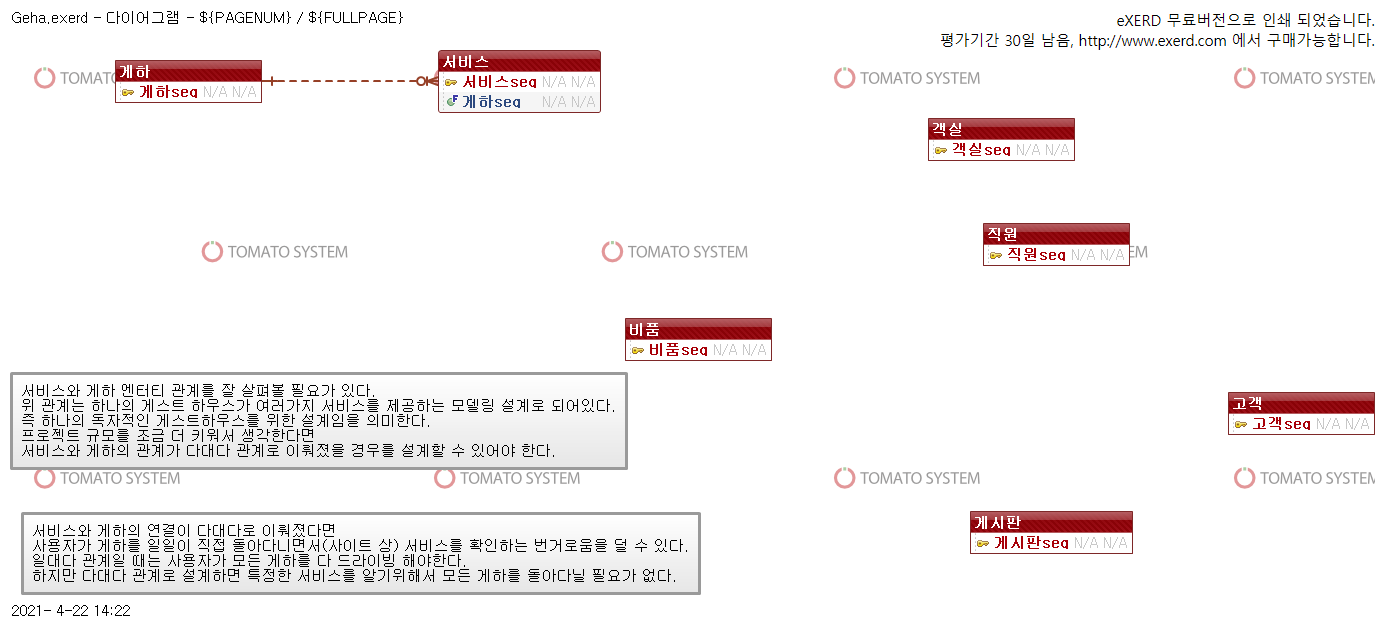 Geha.exerd - 다이어그램 - ${PAGENUM} / ${FULLPAGE}
eXERD 무료버전으로 인쇄 되었습니다.
평가기간 30일 남음, http://www.exerd.com 에서 구매가능합니다.
TOMATO
게하
게하seq N/A N/A
서비스
서비스seq N/A N/A
게하seq N/A N/A
TOMATO SYSTEM
TOMATO SYSTEM
객실
객실seq N/A N/A
직원
직원seq N/A N/A
TOMATO SYSTEM
TOMATO SYSTEM
EM
비품
비품seq N/A N/A
서비스와 게하 엔터티 관계를 잘 살펴볼 필요가 있다.
위 관계는 하나의 게스트 하우스가 여러가지 서비스를 제공하는 모델링 설계로 되어있다.
즉 하나의 독자적인 게스트하우스를 위한 설계임을 의미한다.
프로젝트 규모를 조금 더 키워서 생각한다면
서비스와 게하의 관계가 다대다 관계로 이뤄졌을 경우를 설계할 수 있어야 한다.
고객
고객seq N/A N/A
TOMATO SYSTEM
TOMATO SYSTEM
TOMATO SYSTEM
TOMATO SYSTEM
게시판
게시판seq N/A N/A
서비스와 게하의 연결이 다대다로 이뤄졌다면
사용자가 게하를 일일이 직접 돌아다니면서(사이트 상) 서비스를 확인하는 번거로움을 덜 수 있다.
일대다 관계일 때는 사용자가 모든 게하를 다 드라이빙 해야한다.
하지만 다대다 관계로 설계하면 특정한 서비스를 알기위해서 모든 게하를 돌아다닐 필요가 없다.
2021- 4-22 14:22